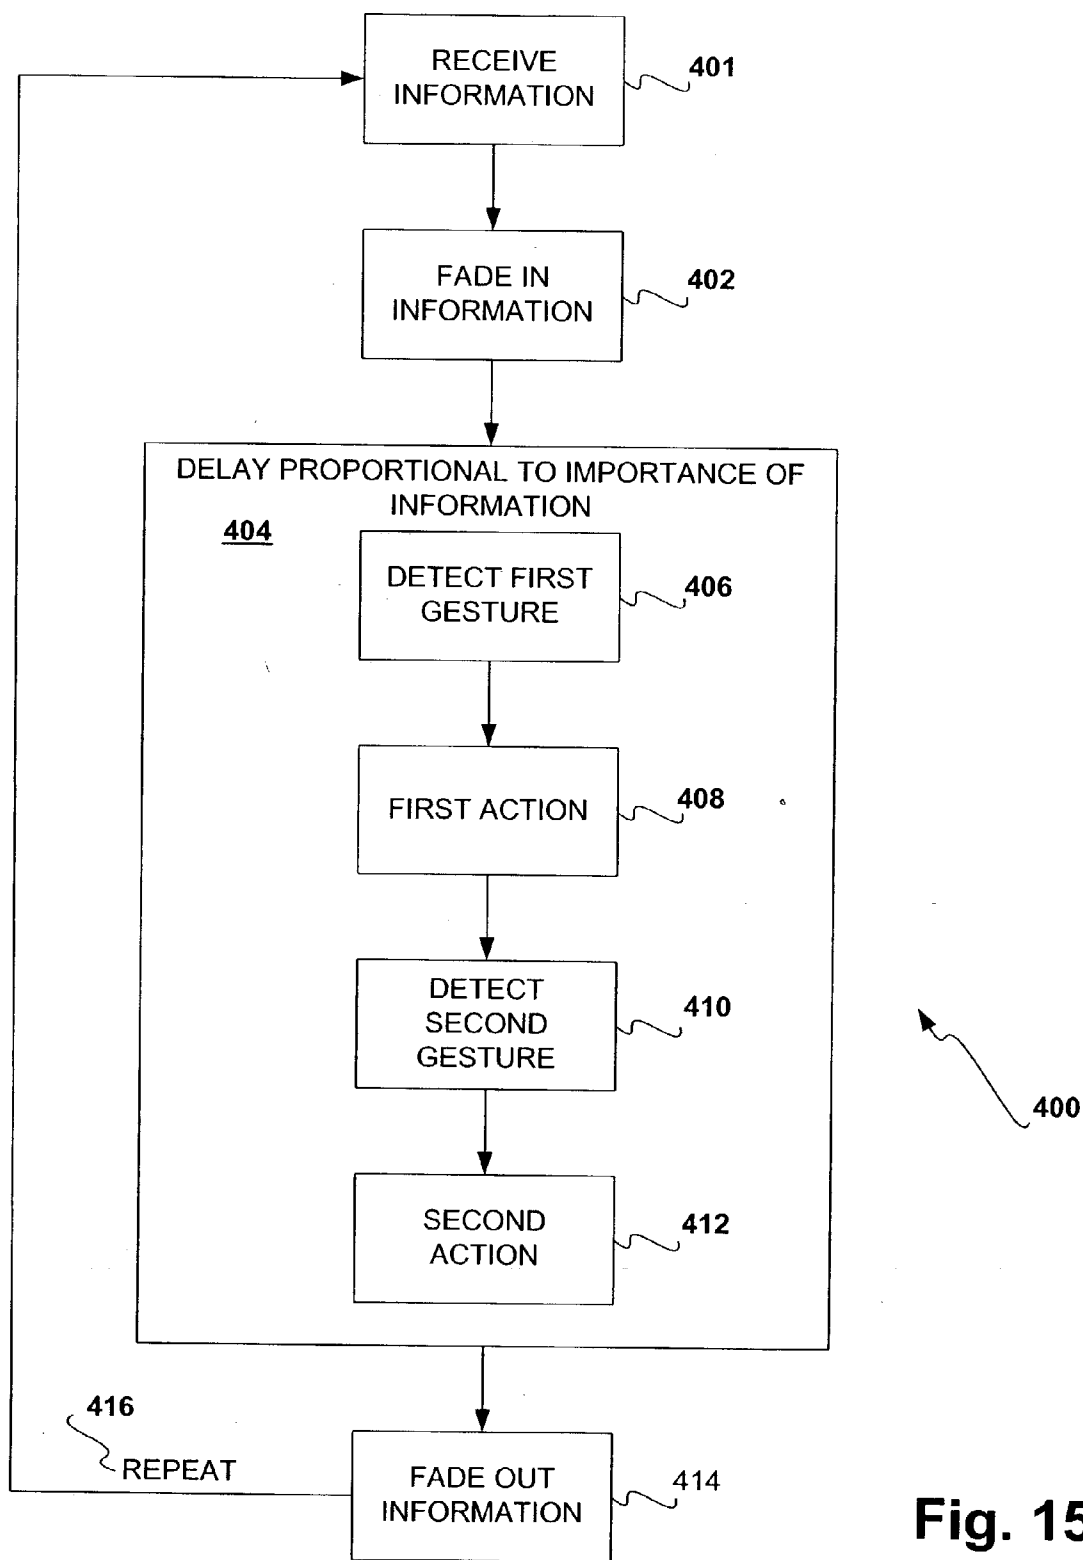 RECEIVE
INFORMATION
401
FADE IN
INFORMATION
402
DELAY PROPORTIONAL TO IMPORTANCE OF
INFORMATION
404
DETECT FIRST
GESTURE
406
FIRST ACTION
408
DETECT
SECOND
GESTURE
410
400
SECOND
ACTION
412
416
REPEAT
FADE OUT
INFORMATION
414
Fig. 15